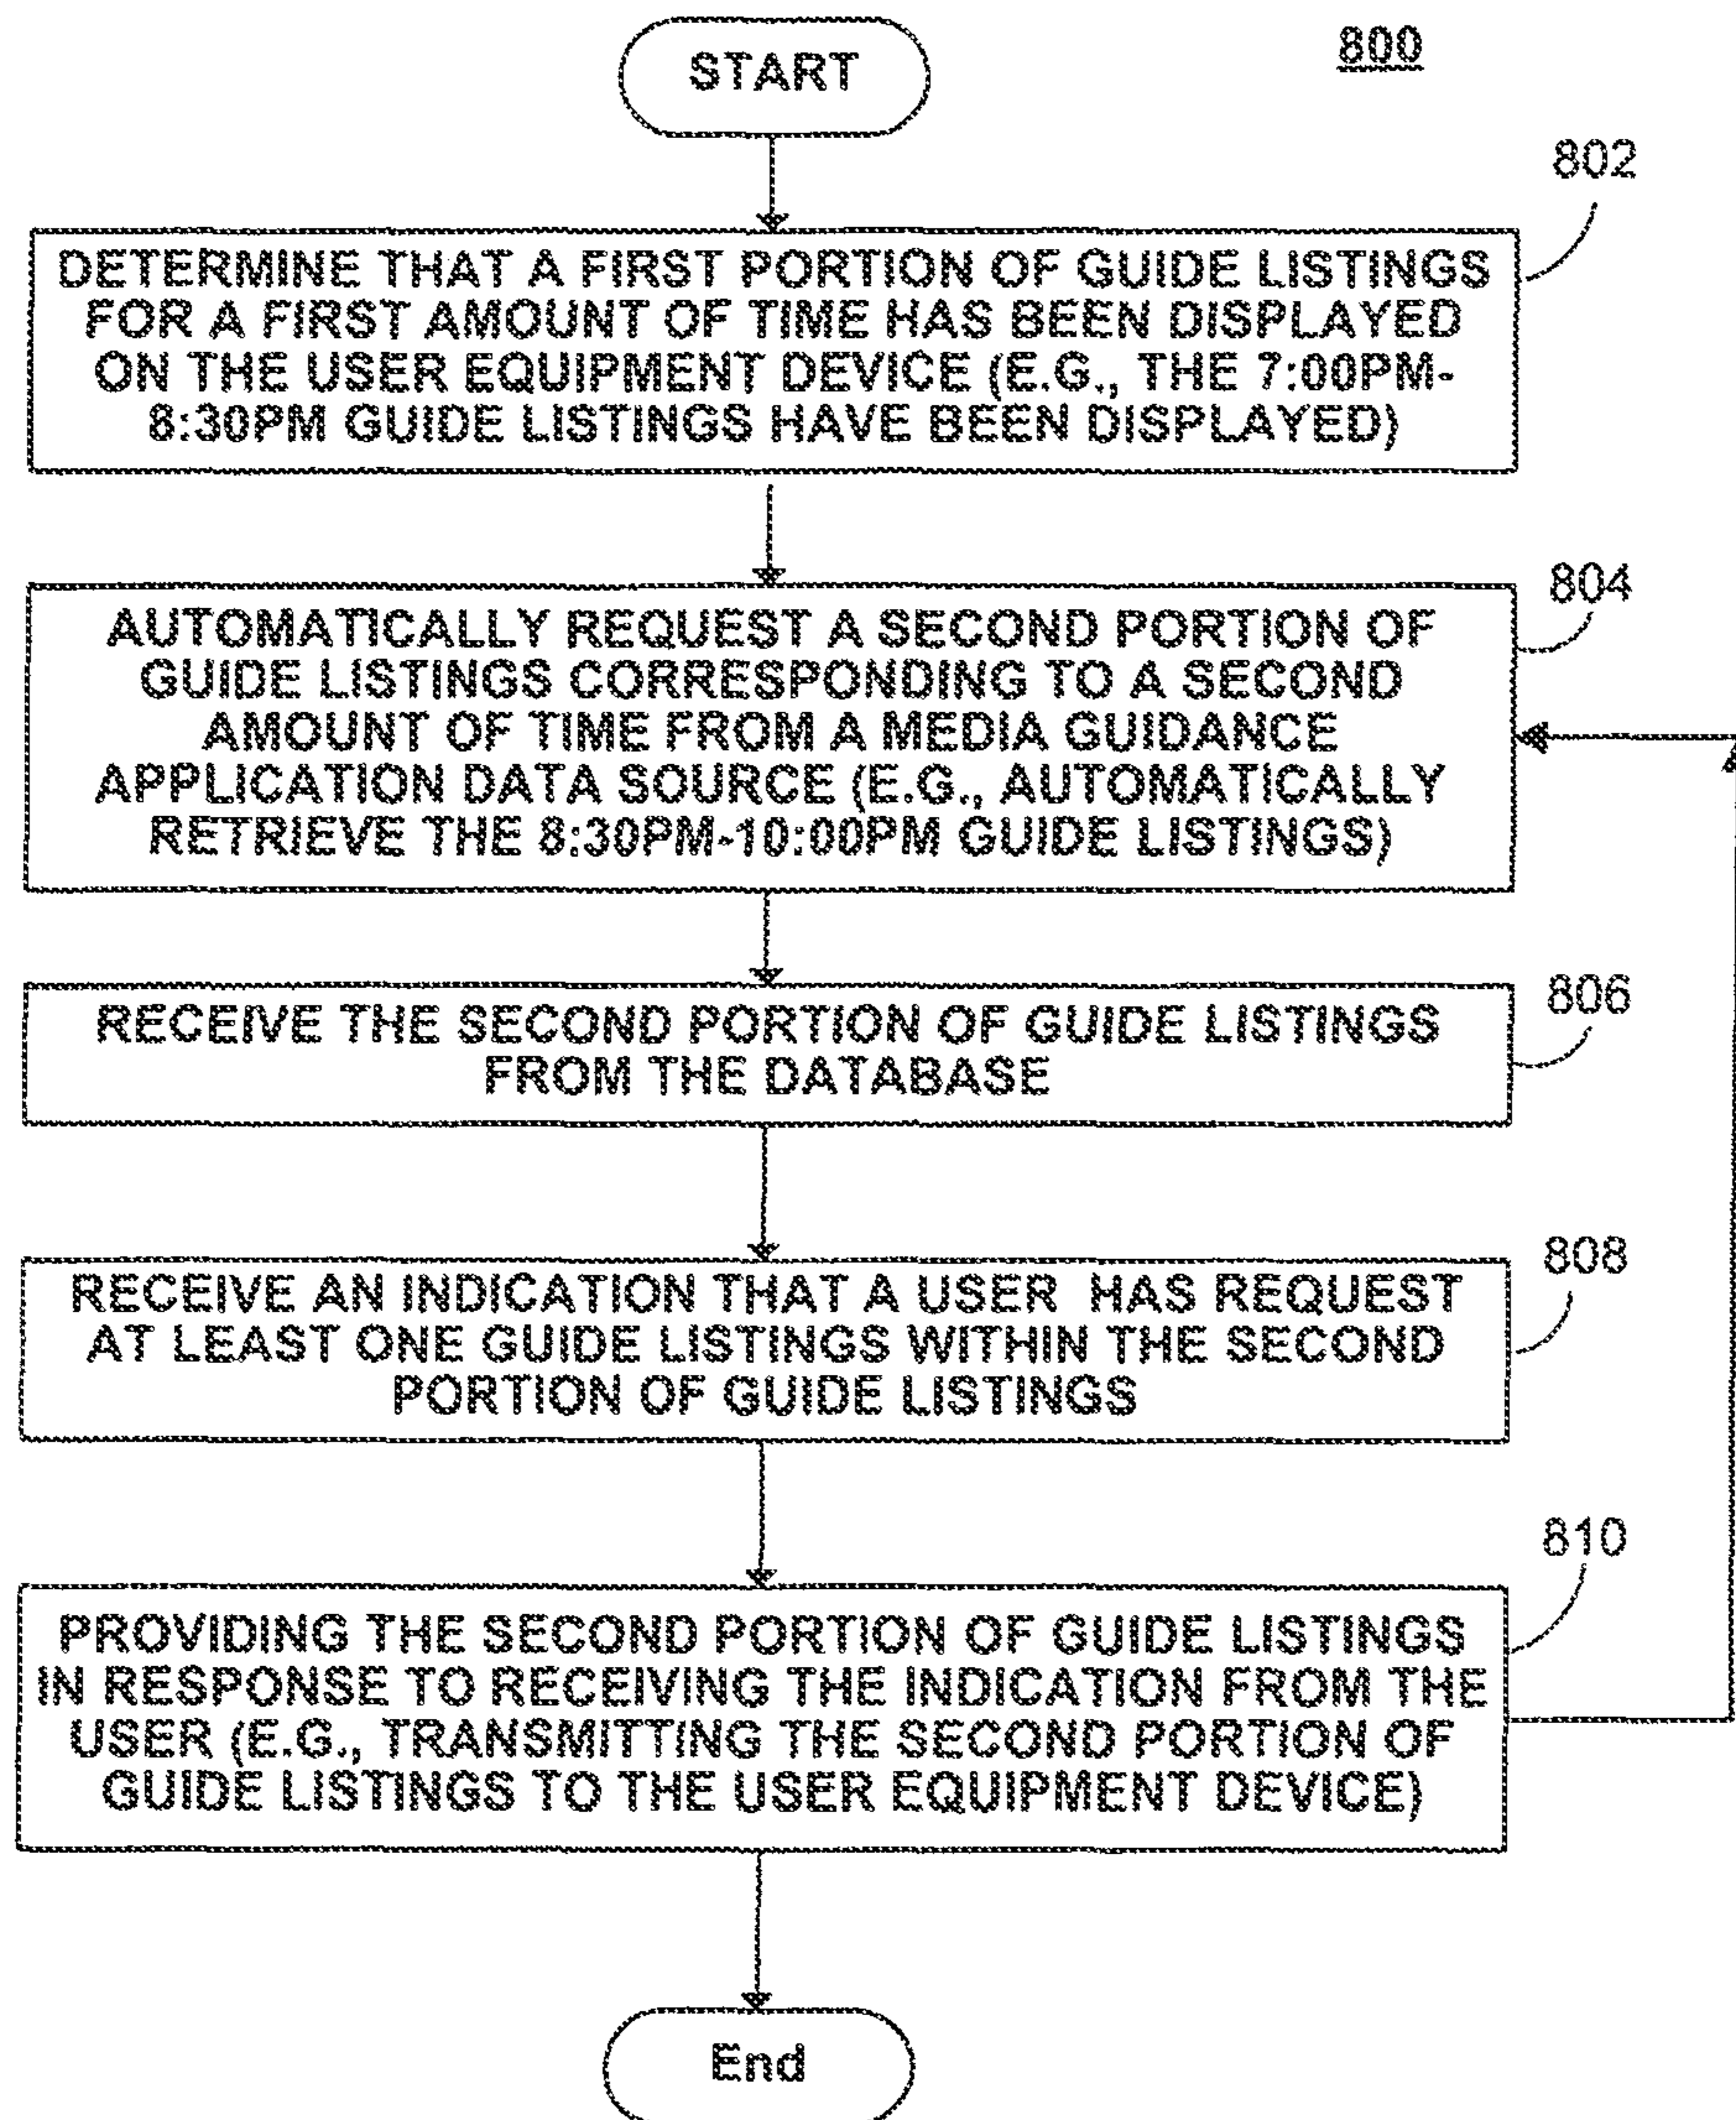 START
800
802
DETERMINE THAT A FIRST PORTION OF GUIDE LISTINGS
FOR A FIRST AMOUNT OF TIME HAS BEEN DISPLAYED
ON THE USER EQUIPMENT DEVICE (E.G., THE 7:00PM-
8:30PM GUIDE LISTINGS HAVE BEEN DISPLAYED)
804
AUTOMATICALLY REQUEST A SECOND PORTION OF
GUIDE LISTINGS CORRESPONDING TO A SECOND
AMOUNT OF TIME FROM A MEDIA GUIDANCE
APPLICATION DATA SOURCE (E.G., AUTOMATICALLY
RETRIEVE THE 8:30PM-10:00PM GUIDE LISTINGS)
806
RECEIVE THE SECOND PORTION OF GUIDE LISTINGS
FROM THE DATABASE
808
RECEIVE AN INDICATION THAT A USER HAS REQUEST
AT LEAST ONE GUIDE LISTINGS WITHIN THE SECOND
PORTION OF GUIDE LISTINGS
810
PROVIDING THE SECOND PORTION OF GUIDE LISTINGS
IN RESPONSE TO RECEIVING THE INDICATION FROM THE
USER (E.G., TRANSMITTING THE SECOND PORTION OF
GUIDE LISTINGS TO THE USER EQUIPMENT DEVICE)
End